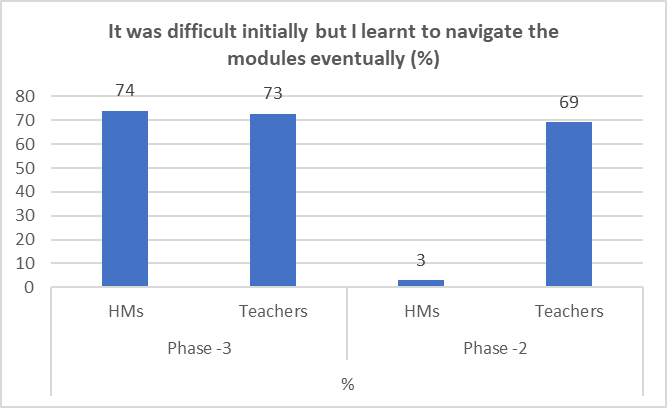 It was difficult initially but I learnt to navigate the
modules eventually (%)
80
70
60
50
40
30
20
10
0
74
73
3
69
HMs
Teachers
HMs
Teachers
Phase -3
Phase -2
%